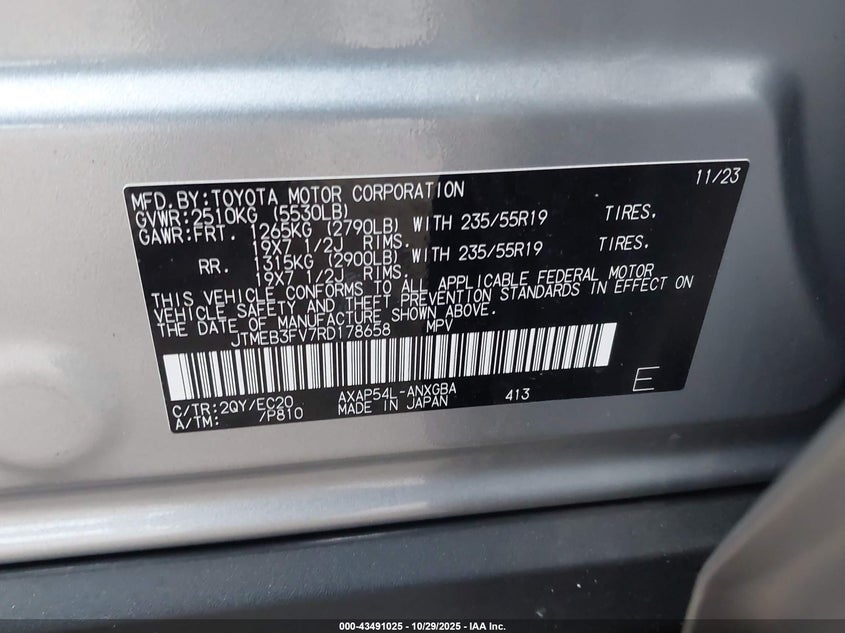 MFD.BY:TOYOTA MOTOR CORPORATION 11/23
GVWR:2510KG (5530LB)
GAWR:FRT. 1265KG (2790LB) WITH 235/55R19 TIRES.
19X7 1/2J RIMS.
RR. 1315KG (2900LB) WITH 235/55R19 TIRES.
19X7 1/2J RIMS.
THIS VEHICLE CONFORMS TO ALL APPLICABLE FEDERAL MOTOR
VEHICLE SAFETY AND THEFT PREVENTION STANDARDS IN EFFECT ON
THE DATE OF MANUFACTURE SHOWN ABOVE.
JTMEB3FV7RD178658 MPV
C/TR:2QY/EC20 AXAP54L-ANXGBA 413 E
A/TM: /P810 MADE IN JAPAN
000-43491025 - 10/29/2025 - IAA Inc.